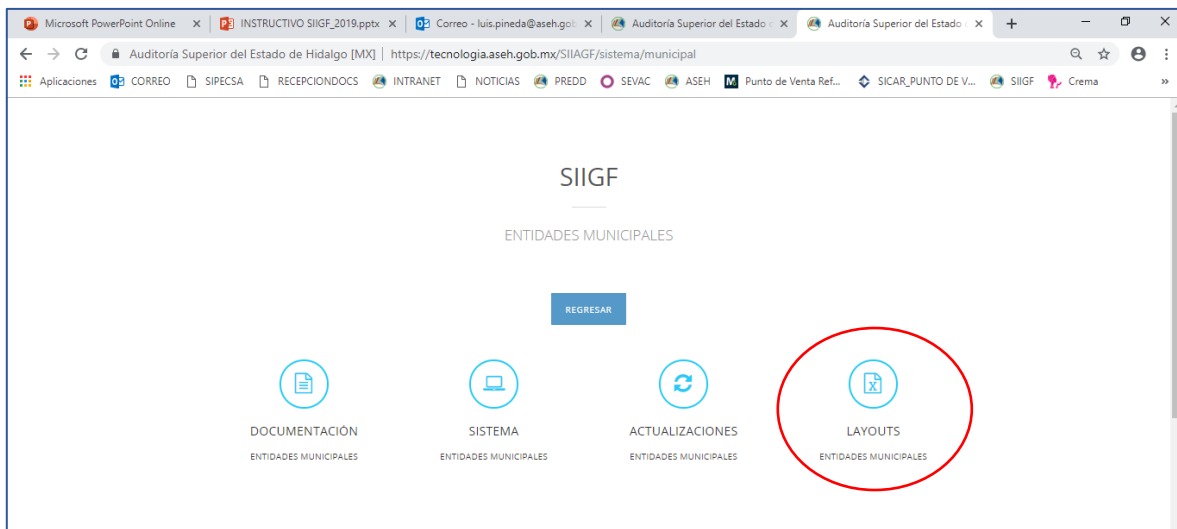 Microsoft PowerPoint Online INSTRUCTIVO SIIGF_2019.pptx Correo - luis.pineda@aseh.gob Auditoría Superior del Estado Auditoría Superior del Estado
Auditoría Superior del Estado de Hidalgo [MX] | https://tecnologia.aseh.gob.mx/SIIAGF/sistema/municipal
Aplicaciones CORREO SIPECSA RECEPCIONDOCS INTRANET NOTICIAS PREDD SEVAC ASEH Punto de Venta Ref... SICAR_PUNTO DE V... SIIGF Crema »
SIIGF
ENTIDADES MUNICIPALES
REGRESAR
DOCUMENTACIÓN SISTEMA ACTUALIZACIONES LAYOUTS
ENTIDADES MUNICIPALES ENTIDADES MUNICIPALES ENTIDADES MUNICIPALES ENTIDADES MUNICIPALES